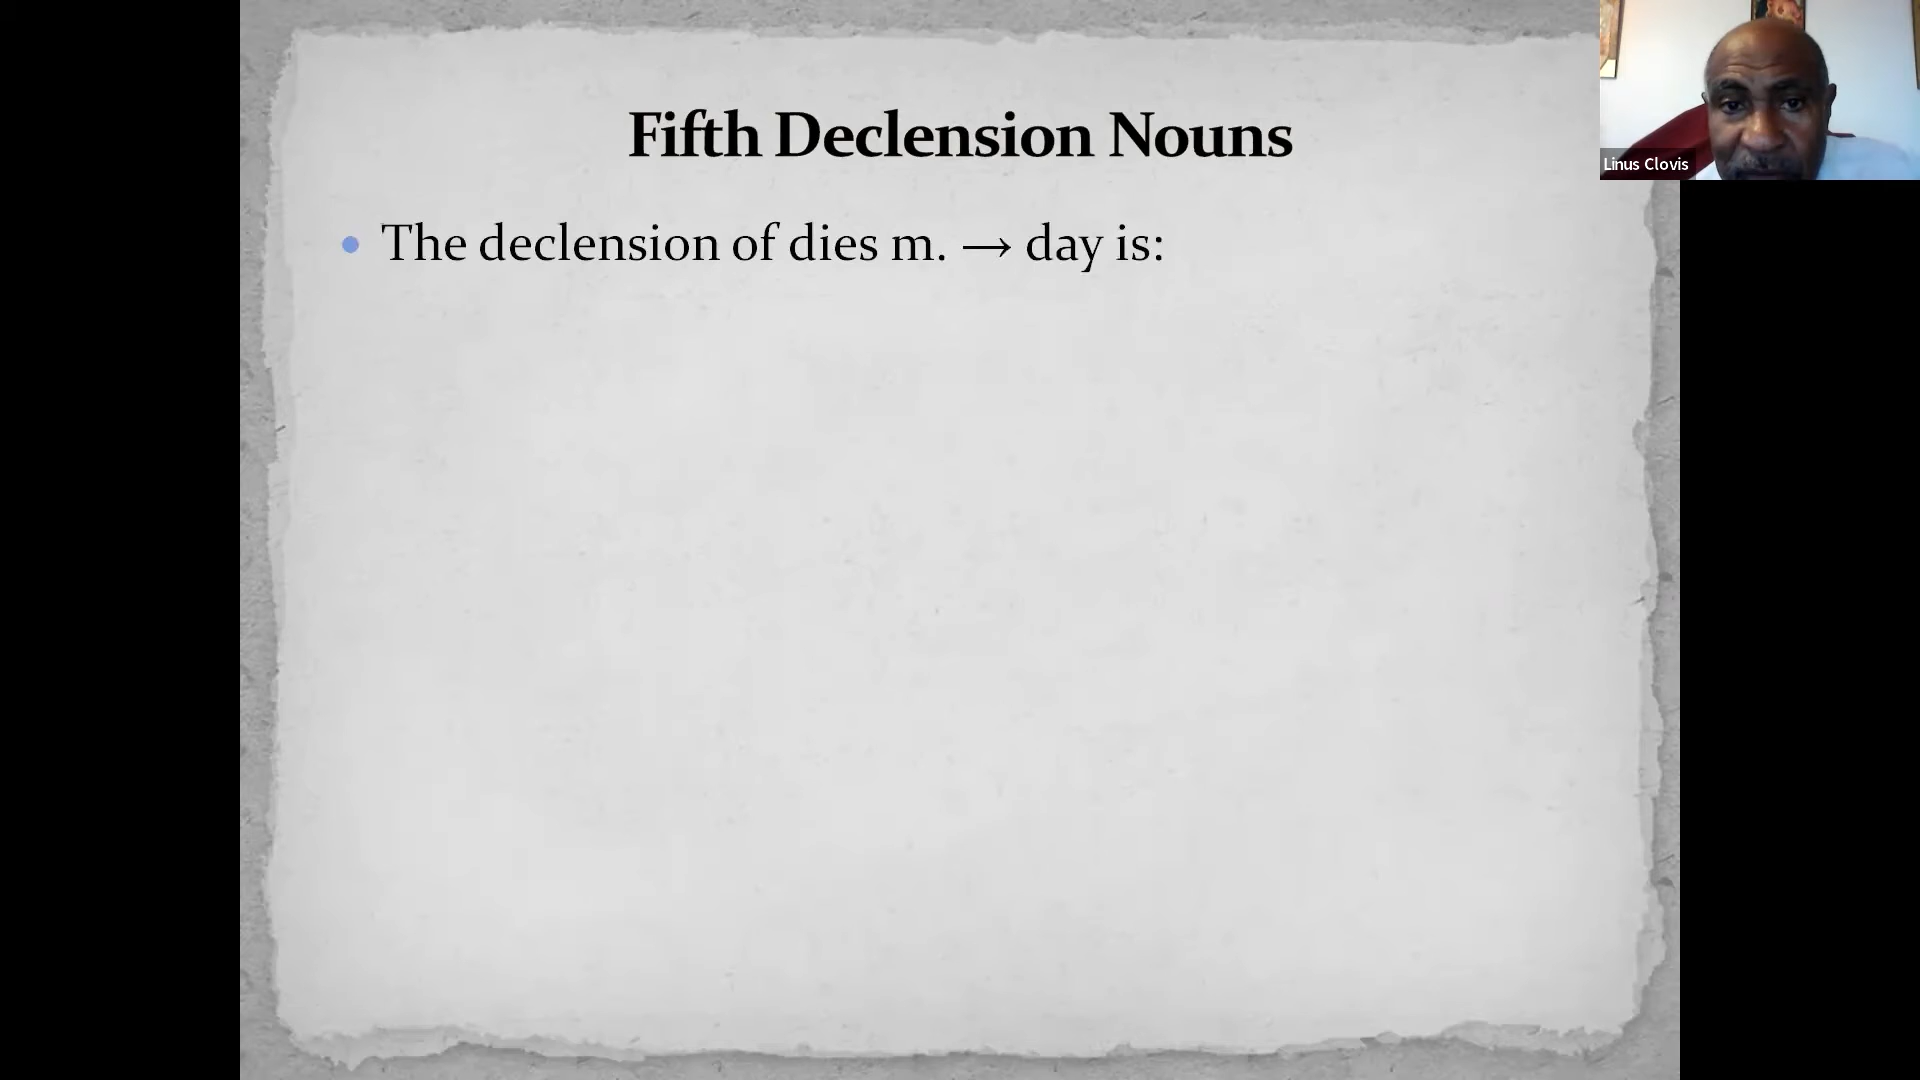 Fifth Declension Nouns
• The declension of dies m. → day is:
Linus Clovis